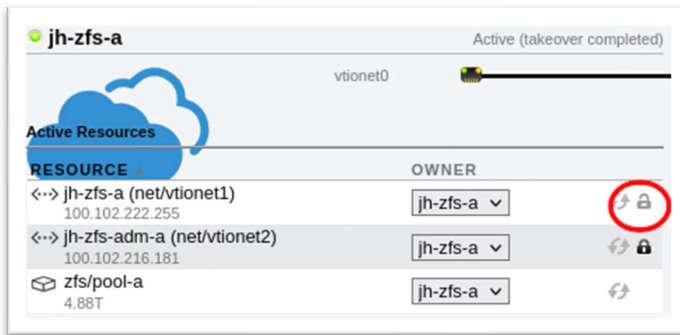 jh-zfs-a
Active (takeover completed)
vtionet0
Active Resources
RESOURCE OWNER
jh-zfs-a (net/vtionet1) jh-zfs-a
100.102.222.255
jh-zfs-adm-a (net/vtionet2) jh-zfs-a
100.102.216.181
zfs/pool-a jh-zfs-a
4.88T